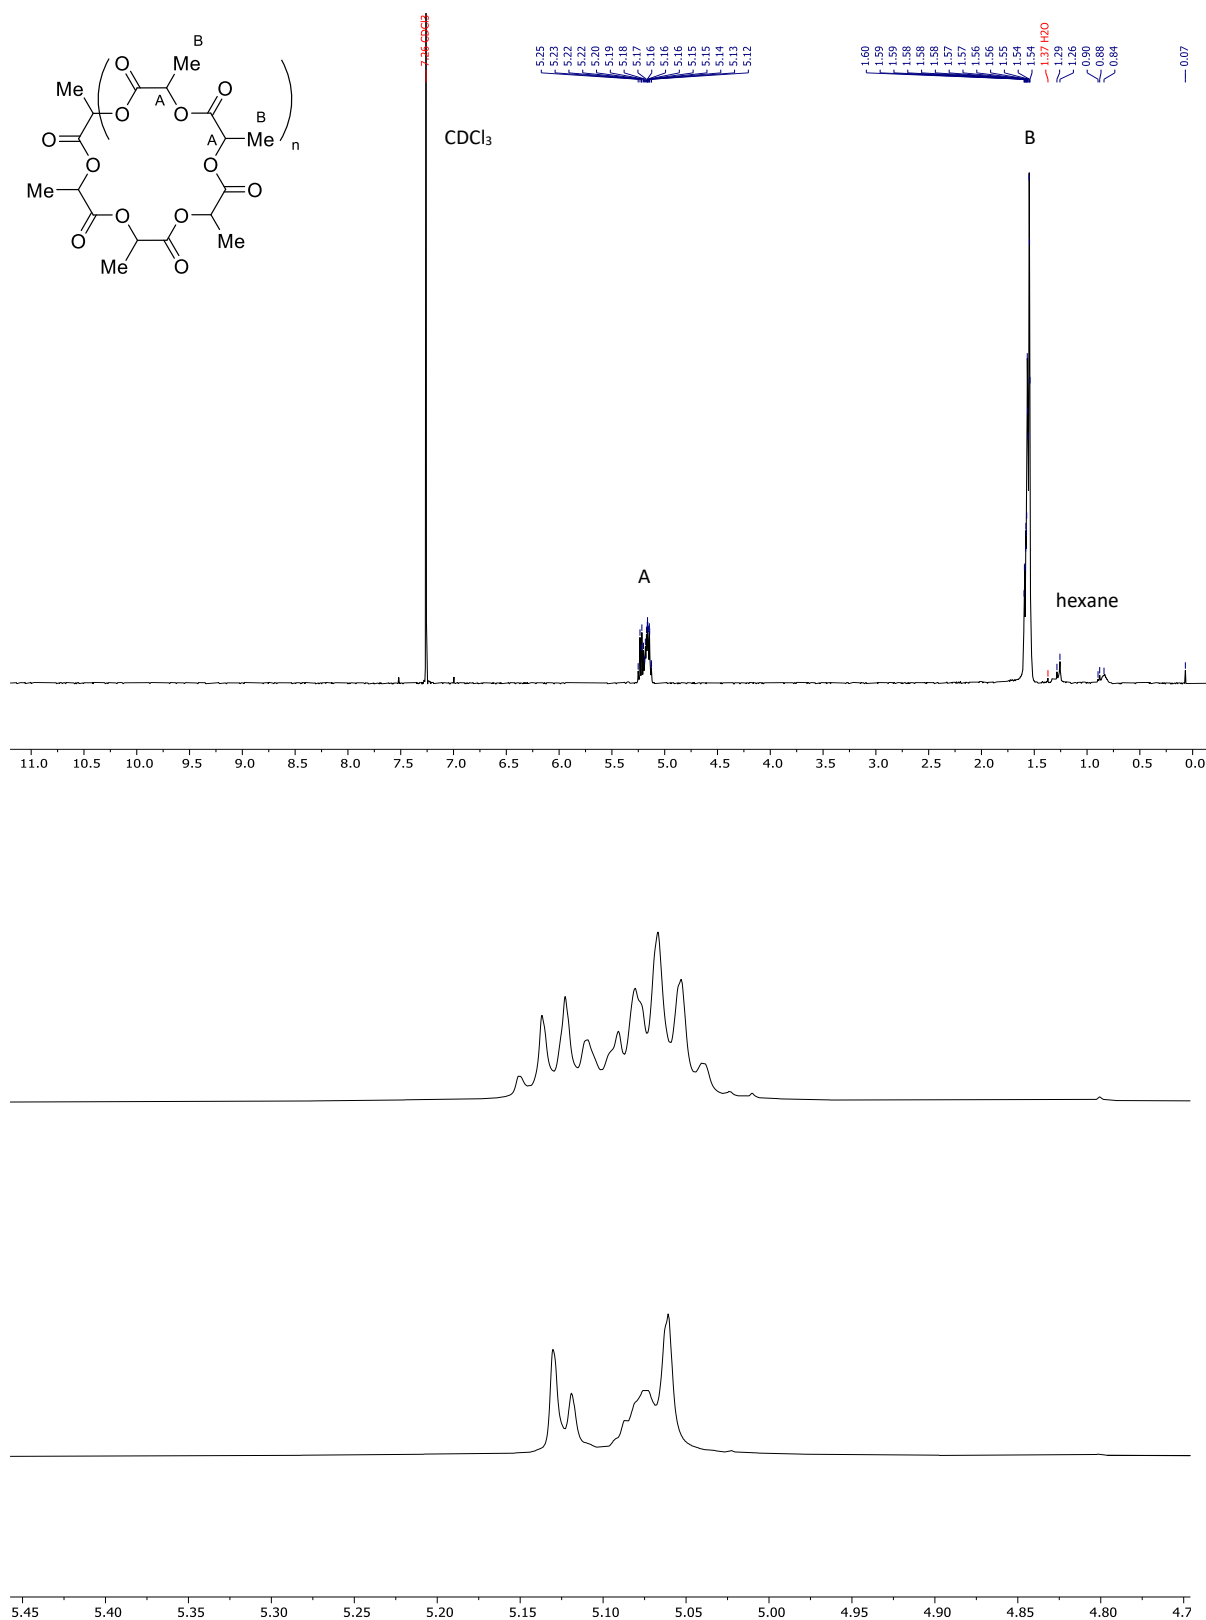 7.26 CDCl3
5.25
5.23
5.22
5.22
5.20
5.19
5.18
5.17
5.16
5.16
5.16
5.15
5.15
5.14
5.13
5.12
1.60
1.59
1.59
1.58
1.58
1.58
1.57
1.57
1.56
1.56
1.55
1.54
1.54
1.37 H2O
1.29
1.26
0.90
0.88
0.84
0.07
B
O
Me
Me
O
A
O
O
B
O
A
Me
n
O
O
Me
O
O
O
O
Me
Me
CDCl₃
B
A
hexane
11.0 10.5 10.0 9.5 9.0 8.5 8.0 7.5 7.0 6.5 6.0 5.5 5.0 4.5 4.0 3.5 3.0 2.5 2.0 1.5 1.0 0.5 0.0
5.45 5.40 5.35 5.30 5.25 5.20 5.15 5.10 5.05 5.00 4.95 4.90 4.85 4.80 4.7